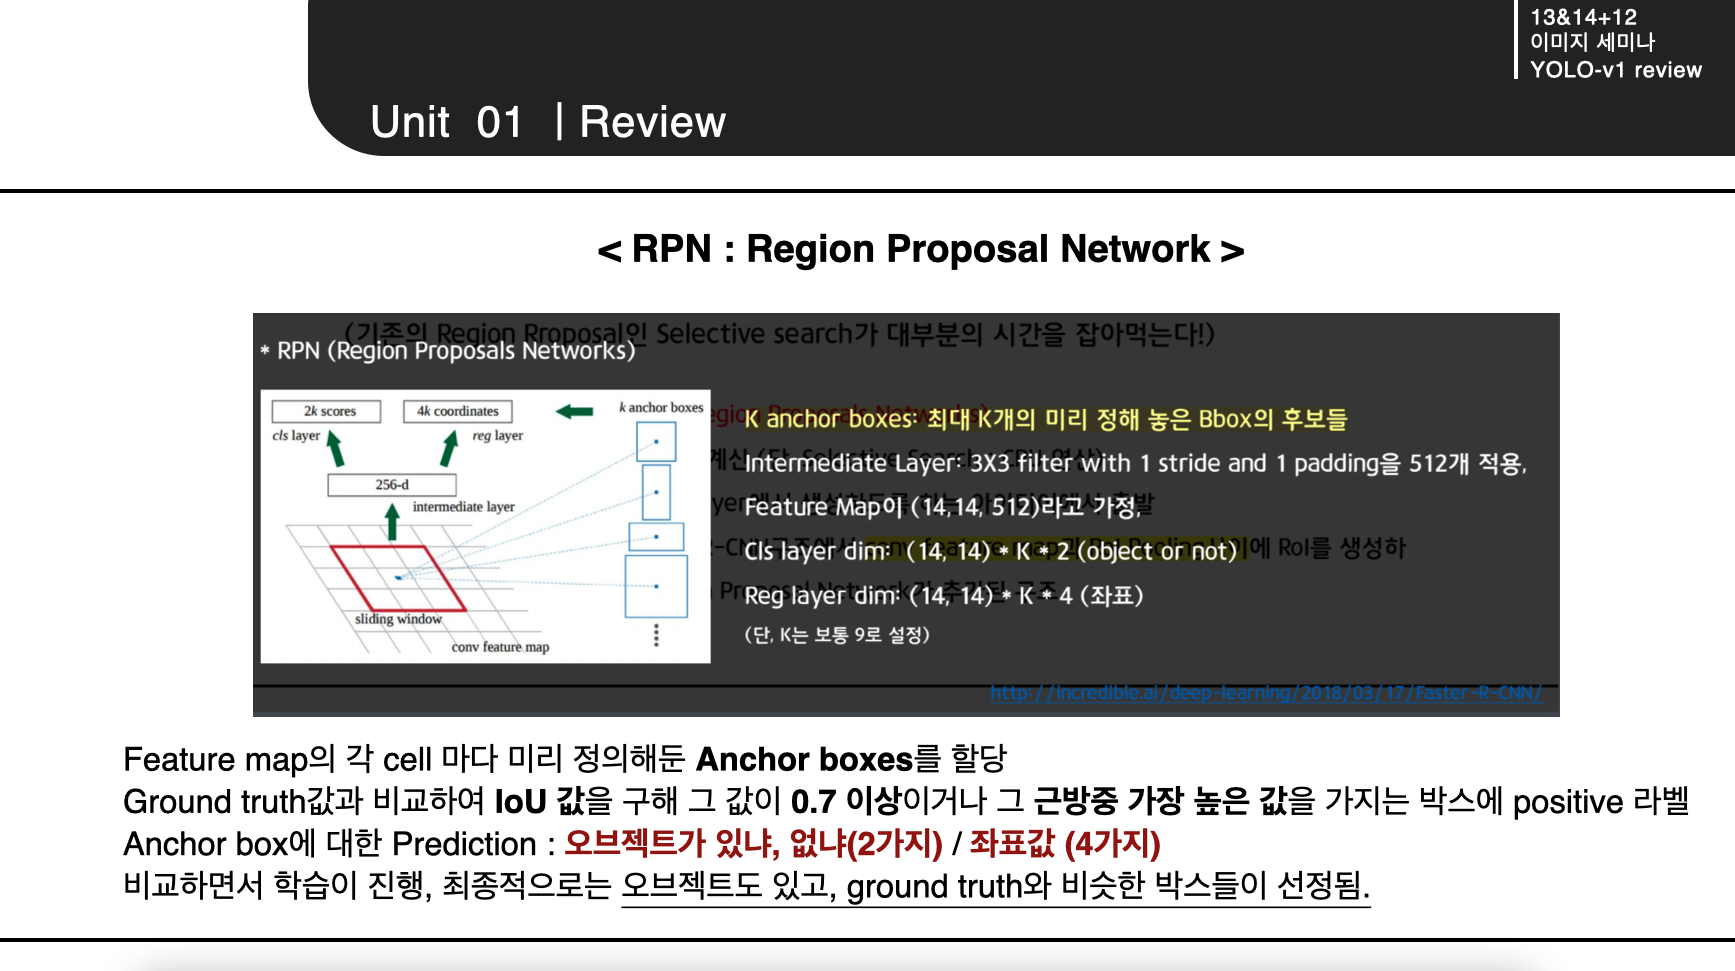 13&14+12
이미지 세미나
YOLO-v1 review
Unit 01 | Review
< RPN : Region Proposal Network >
(기존의 Region Rroposal인 Selective search가 대부분의 시간을 잡아먹는다!)
* RPN (Region Proposals Networks)
2k scores
4k coordinates
k anchor boxes
cls layer
reg layer
256-d
intermediate layer
sliding window
conv feature map
K anchor boxes: 최대 K개의 미리 정해 놓은 Bbox의 후보들
Intermediate Layer: 3X3 filter with 1 stride and 1 padding을 512개 적용,
Feature Map이 (14,14, 512)라고 가정,
Cls layer dim: (14, 14) * K * 2 (object or not)
에 RoI를 생성하
Reg layer dim: (14, 14) * K * 4 (좌표)
(단, K는 보통 9로 설정)
http://incredible.ai/deep-learning/2018/03/17/Faster-R-CNN/
Feature map의 각 cell 마다 미리 정의해둔 Anchor boxes를 할당
Ground truth값과 비교하여 IoU 값을 구해 그 값이 0.7 이상이거나 그 근방중 가장 높은 값을 가지는 박스에 positive 라벨
Anchor box에 대한 Prediction : 오브젝트가 있냐, 없냐(2가지) / 좌표값 (4가지)
비교하면서 학습이 진행, 최종적으로는 오브젝트도 있고, ground truth와 비슷한 박스들이 선정됨.